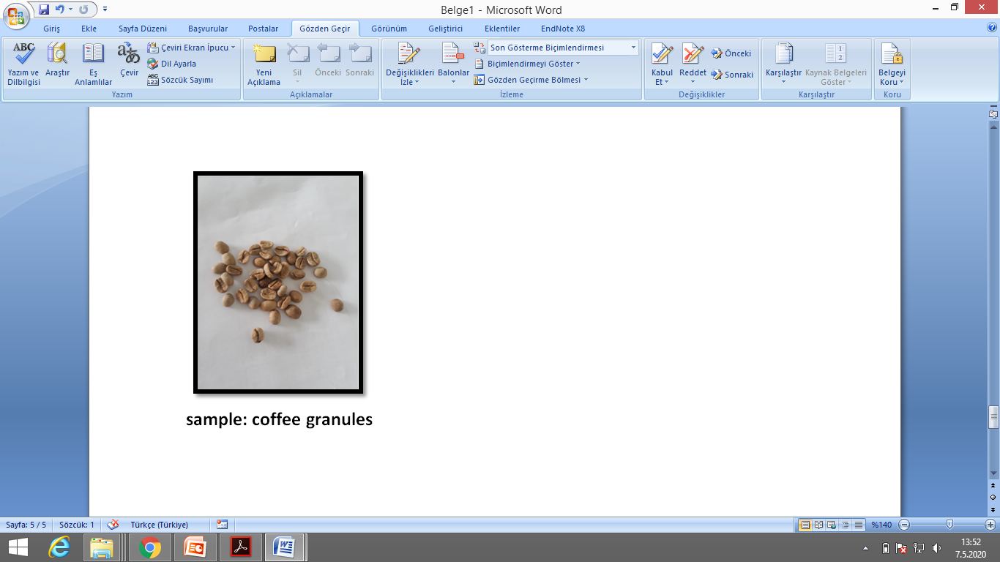 Belge1 - Microsoft Word
Giriş Ekle Sayfa Düzeni Başvurular Postalar Gözden Geçir Görünüm Geliştirici Eklentiler EndNote X8
ABC
Yazım ve Dilbilgisi
Araştır
Eş Anlamlılar
Çevir
Çeviri Ekran İpucu
Dil Ayarla
ABC 123 Sözcük Sayımı
Yazım
Yeni Açıklama
Sil
Önceki
Sonraki
Açıklamalar
Değişiklikleri İzle
Balonlar
Son Gösterme Biçimlendirmesi
Biçimlendirmeyi Göster
Gözden Geçirme Bölmesi
İzleme
Kabul Et
Reddet
Önceki
Sonraki
Değişiklikler
Karşılaştır
Kaynak Belgeleri Göster
Karşılaştır
Belgeyi Koru
Koru
sample: coffee granules
Sayfa: 5 / 5 Sözcük: 1 Türkçe (Türkiye) %140
13:52
7.5.2020